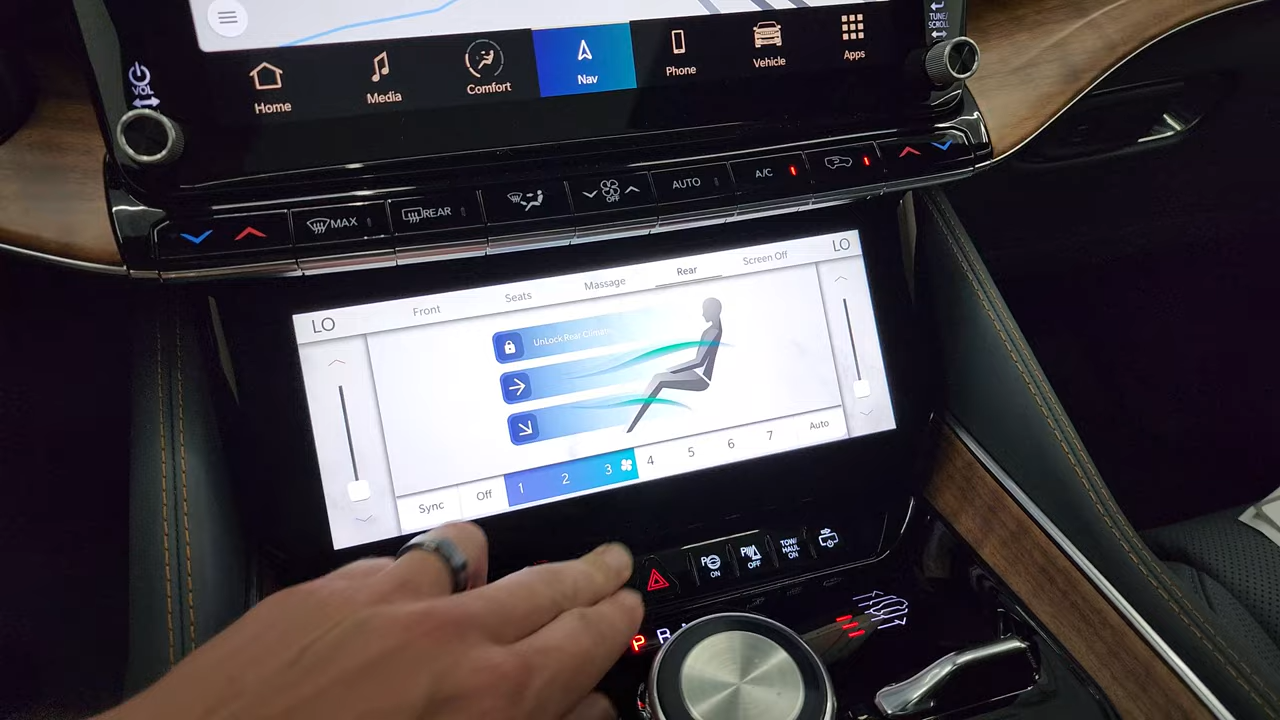 VOL
TUNE/
SCROLL
Home
Media
Comfort
Nav
Phone
Vehicle
Apps
MAX
REAR
OFF
AUTO
A/C
LO
Front
Seats
Massage
Rear
Screen Off
LO
UnLock Rear Climate
Sync
Off
1
2
3
4
5
6
7
Auto
P
ON
P
OFF
TOW/
HAUL
ON
P R